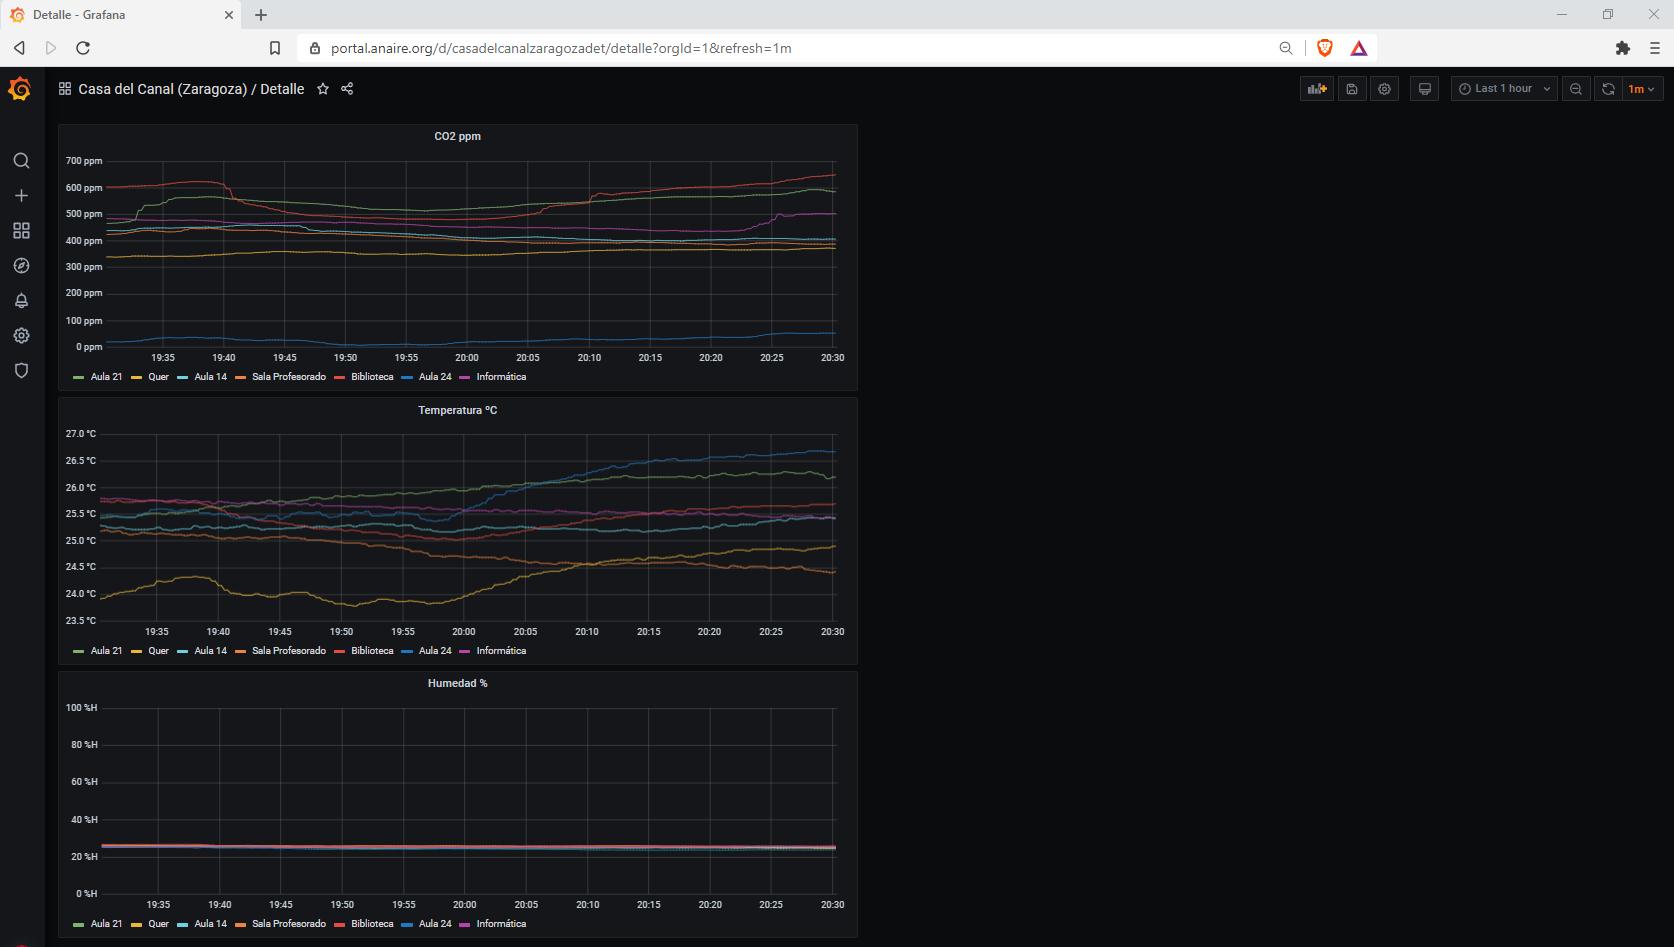 Detalle - Grafana
portal.anaire.org/d/casadelcanalzaragozadet/detalle?orgId=1&refresh=1m
Casa del Canal (Zaragoza) / Detalle
Last 1 hour
1m
CO2 ppm
700 ppm
600 ppm
500 ppm
400 ppm
300 ppm
200 ppm
100 ppm
0 ppm
19:35 19:40 19:45 19:50 19:55 20:00 20:05 20:10 20:15 20:20 20:25 20:30
Aula 21 Quer Aula 14 Sala Profesorado Biblioteca Aula 24 Informática
Temperatura ºC
27.0 °C
26.5 °C
26.0 °C
25.5 °C
25.0 °C
24.5 °C
24.0 °C
23.5 °C
19:35 19:40 19:45 19:50 19:55 20:00 20:05 20:10 20:15 20:20 20:25 20:30
Aula 21 Quer Aula 14 Sala Profesorado Biblioteca Aula 24 Informática
Humedad %
100 %H
80 %H
60 %H
40 %H
20 %H
0 %H
19:35 19:40 19:45 19:50 19:55 20:00 20:05 20:10 20:15 20:20 20:25 20:30
Aula 21 Quer Aula 14 Sala Profesorado Biblioteca Aula 24 Informática